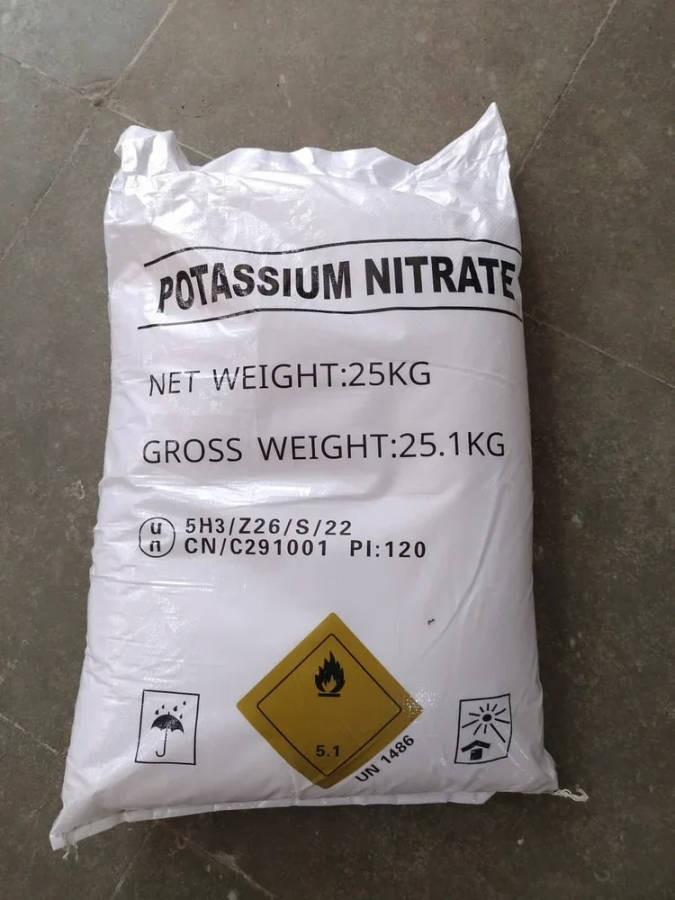 POTASSIUM NITRATE
NET WEIGHT:25KG
GROSS WEIGHT:25.1KG
u
n
5H3/Z26/S/22
CN/C291001 PI:120
5.1
UN 1486